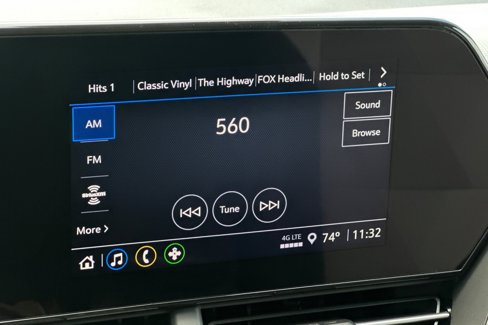 Hits 1 Classic Vinyl The Highway FOX Headli... Hold to Set
AM
560
Sound
Browse
FM
SiriusXM
Tune
More
4G LTE
74° 11:32